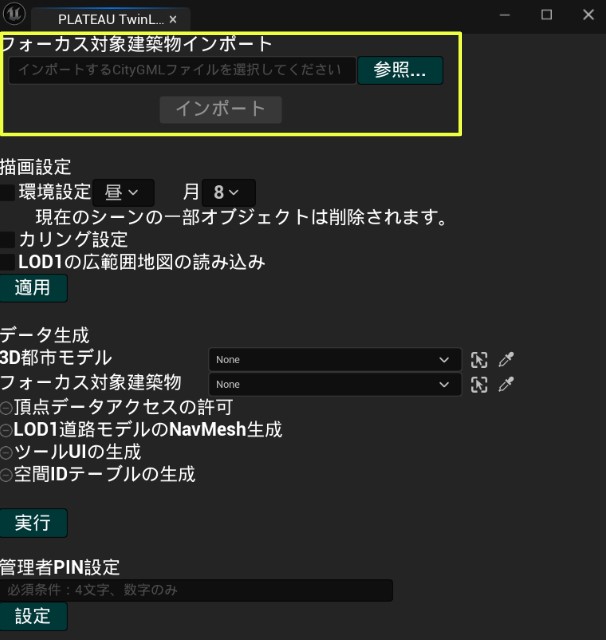 PLATEAU TwinL... ×
フォーカス対象建築物インポート
インポートするCityGMLファイルを選択してください 参照...
インポート
描画設定
環境設定 昼 月 8
現在のシーンの一部オブジェクトは削除されます。
カリング設定
LOD1の広範囲地図の読み込み
適用
データ生成
3D都市モデル None
フォーカス対象建築物 None
頂点データアクセスの許可
LOD1道路モデルのNavMesh生成
ツールUIの生成
空間IDテーブルの生成
実行
管理者PIN設定
必須条件：4文字、数字のみ
設定